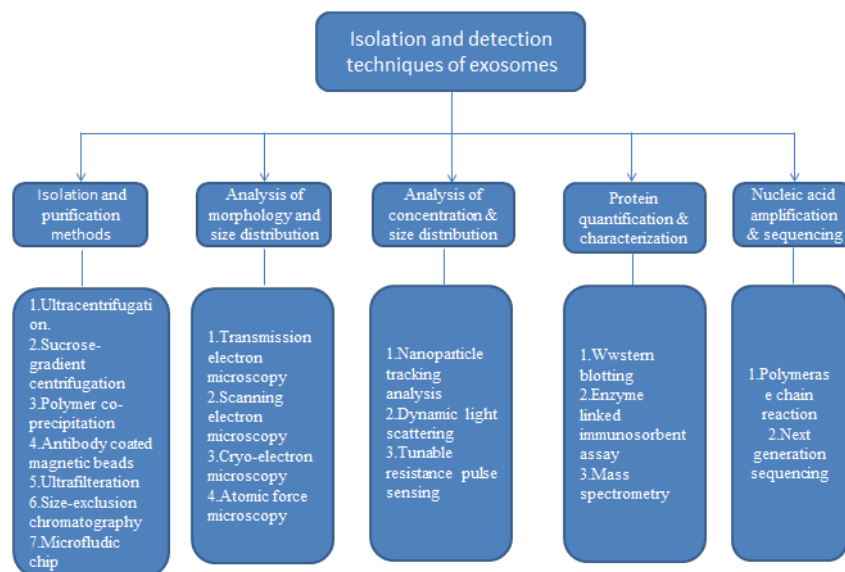 Isolation and detection
techniques of exosomes
Isolation and
purification
methods
Analysis of
morphology and
size distribution
Analysis of
concentration &
size distribution
Protein
quantification &
characterization
Nucleic acid
amplification
& sequencing
1.Ultracentrifugati
on.
2.Sucrose-
gradient
centrifugation
3.Polymer co-
precipitation
4.Antibody coated
magnetic beads
5.Ultrafilteration
6.Size-exclusion
chromatography
7.Microfludic
chip
1.Transmission
electron
microscopy
2.Scanning
electron
microscopy
3.Cryo-electron
microscopy
4.Atomic force
microscopy
1.Nanoparticle
tracking
analysis
2.Dynamic light
scattering
3.Tunable
resistance pulse
sensing
1.Wwstern
blotting
2.Enzyme
linked
immunosorbent
assay
3.Mass
spectrometry
1.Polymeras
e chain
reaction
2.Next
generation
sequencing